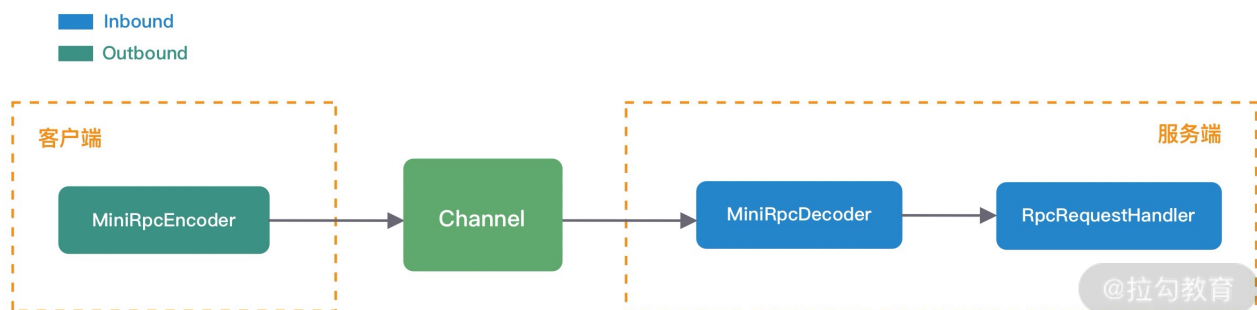 Inbound
Outbound
客户端
服务端
MiniRpcEncoder
Channel
MiniRpcDecoder
RpcRequestHandler
@拉勾教育